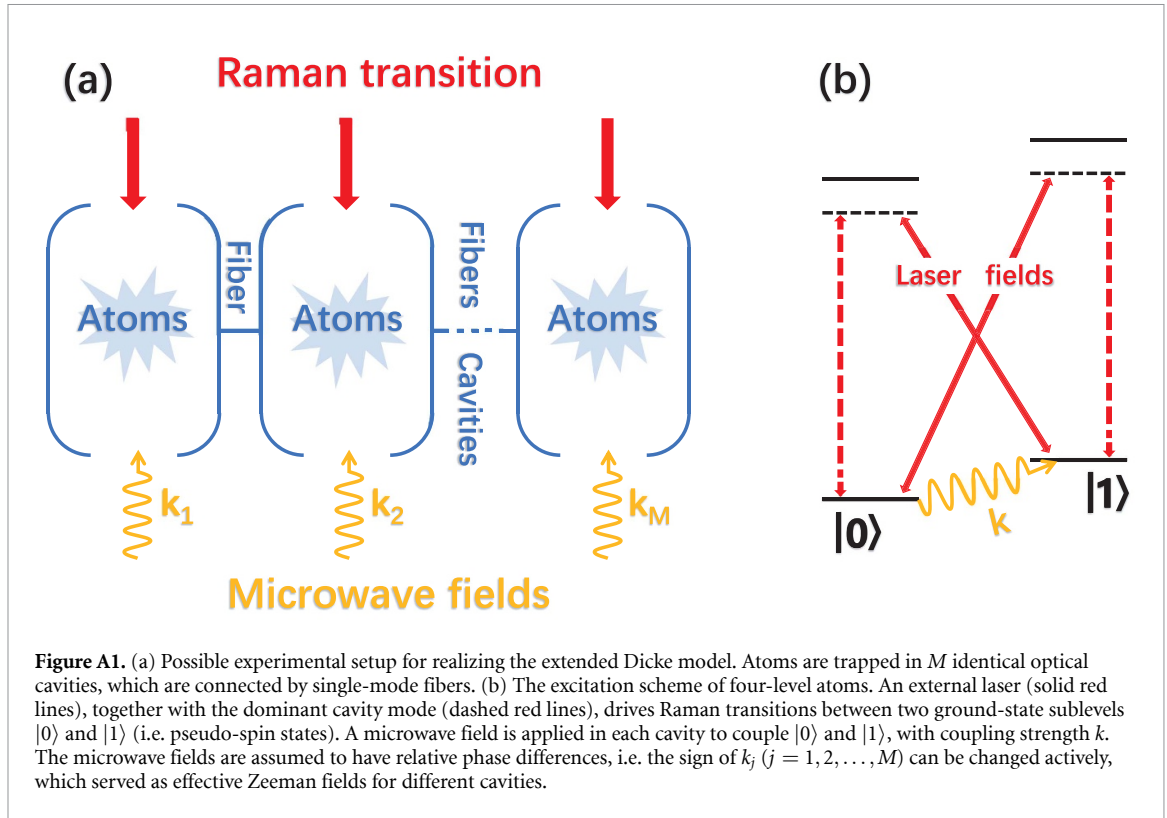 (a)
Raman transition
Atoms
Fiber
Atoms
Fibers
Cavities
Atoms
k1
k2
kM
Microwave fields
(b)
Laser fields
|0⟩
k
|1⟩
Figure A1. (a) Possible experimental setup for realizing the extended Dicke model. Atoms are trapped in M identical optical
cavities, which are connected by single-mode fibers. (b) The excitation scheme of four-level atoms. An external laser (solid red
lines), together with the dominant cavity mode (dashed red lines), drives Raman transitions between two ground-state sublevels
|0⟩ and |1⟩ (i.e. pseudo-spin states). A microwave field is applied in each cavity to couple |0⟩ and |1⟩, with coupling strength k.
The microwave fields are assumed to have relative phase differences, i.e. the sign of kj (j = 1, 2, . . . , M) can be changed actively,
which served as effective Zeeman fields for different cavities.